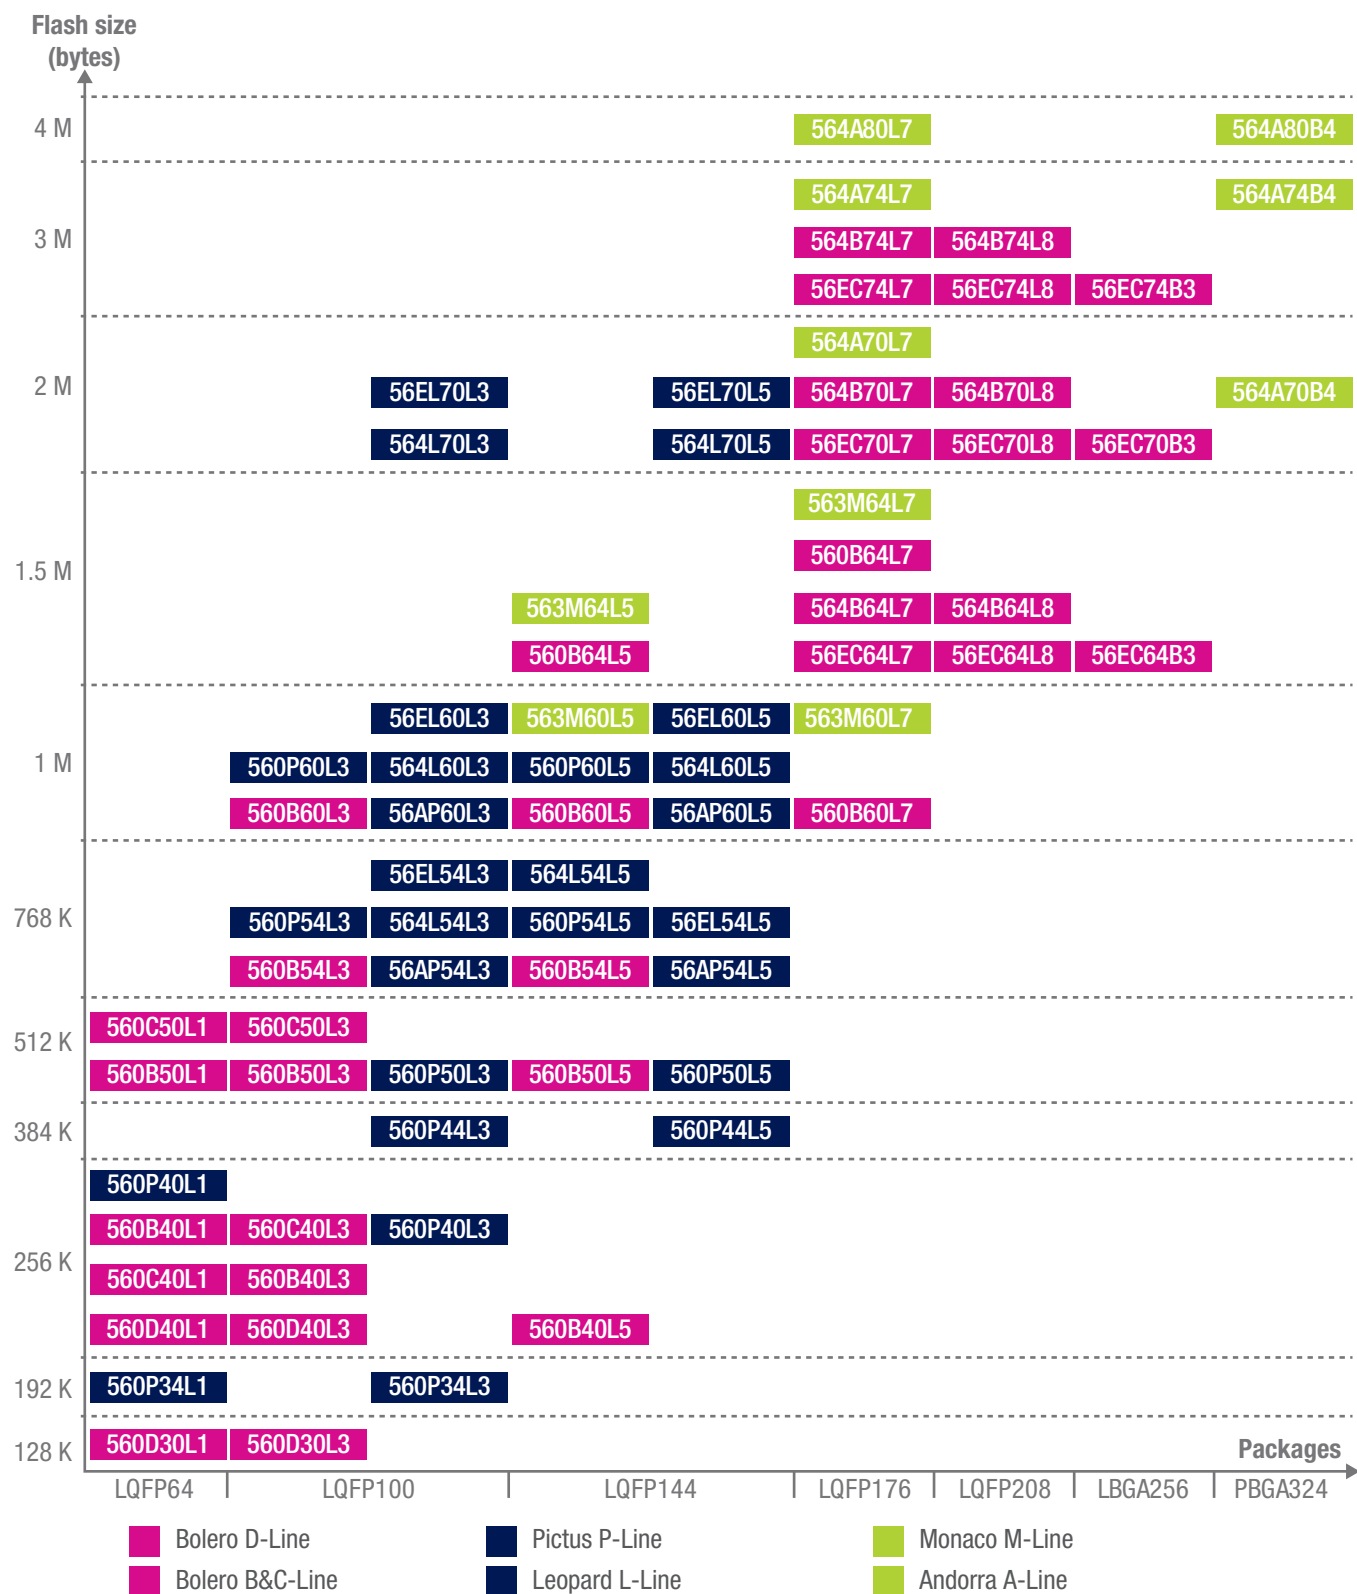 Flash size
(bytes)
4 M
564A80L7 564A80B4
564A74L7 564A74B4
3 M
564B74L7 564B74L8
56EC74L7 56EC74L8 56EC74B3
564A70L7
2 M
56EL70L3 56EL70L5 564B70L7 564B70L8 564A70B4
564L70L3 564L70L5 56EC70L7 56EC70L8 56EC70B3
563M64L7
560B64L7
1.5 M
563M64L5 564B64L7 564B64L8
560B64L5 56EC64L7 56EC64L8 56EC64B3
56EL60L3 563M60L5 56EL60L5 563M60L7
1 M
560P60L3 564L60L3 560P60L5 564L60L5
560B60L3 56AP60L3 560B60L5 56AP60L5 560B60L7
56EL54L3 564L54L5
768 K
560P54L3 564L54L3 560P54L5 56EL54L5
560B54L3 56AP54L3 560B54L5 56AP54L5
560C50L1 560C50L3
512 K
560B50L1 560B50L3 560P50L3 560B50L5 560P50L5
384 K
560P44L3 560P44L5
560P40L1
560B40L1 560C40L3 560P40L3
256 K
560C40L1 560B40L3
560D40L1 560D40L3 560B40L5
192 K
560P34L1 560P34L3
128 K
560D30L1 560D30L3
Packages
LQFP64 LQFP100 LQFP144 LQFP176 LQFP208 LBGA256 PBGA324
Bolero D-Line Pictus P-Line Monaco M-Line
Bolero B&C-Line Leopard L-Line Andorra A-Line